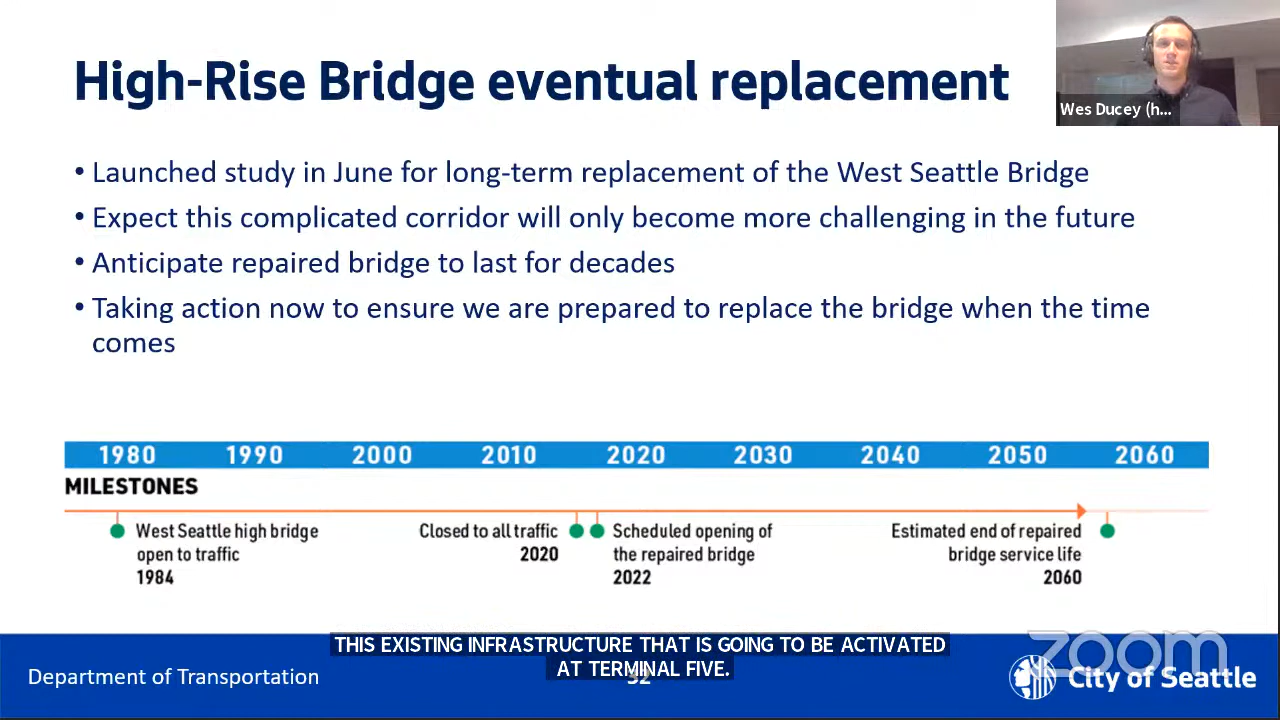 High-Rise Bridge eventual replacement
Wes Ducey (h...
• Launched study in June for long-term replacement of the West Seattle Bridge
• Expect this complicated corridor will only become more challenging in the future
• Anticipate repaired bridge to last for decades
• Taking action now to ensure we are prepared to replace the bridge when the time
comes
1980 1990 2000 2010 2020 2030 2040 2050 2060
MILESTONES
West Seattle high bridge
open to traffic
1984
Closed to all traffic
2020
Scheduled opening of
the repaired bridge
2022
Estimated end of repaired
bridge service life
2060
THIS EXISTING INFRASTRUCTURE THAT IS GOING TO BE ACTIVATED
AT TERMINAL FIVE.
Department of Transportation
32
zoom
City of Seattle